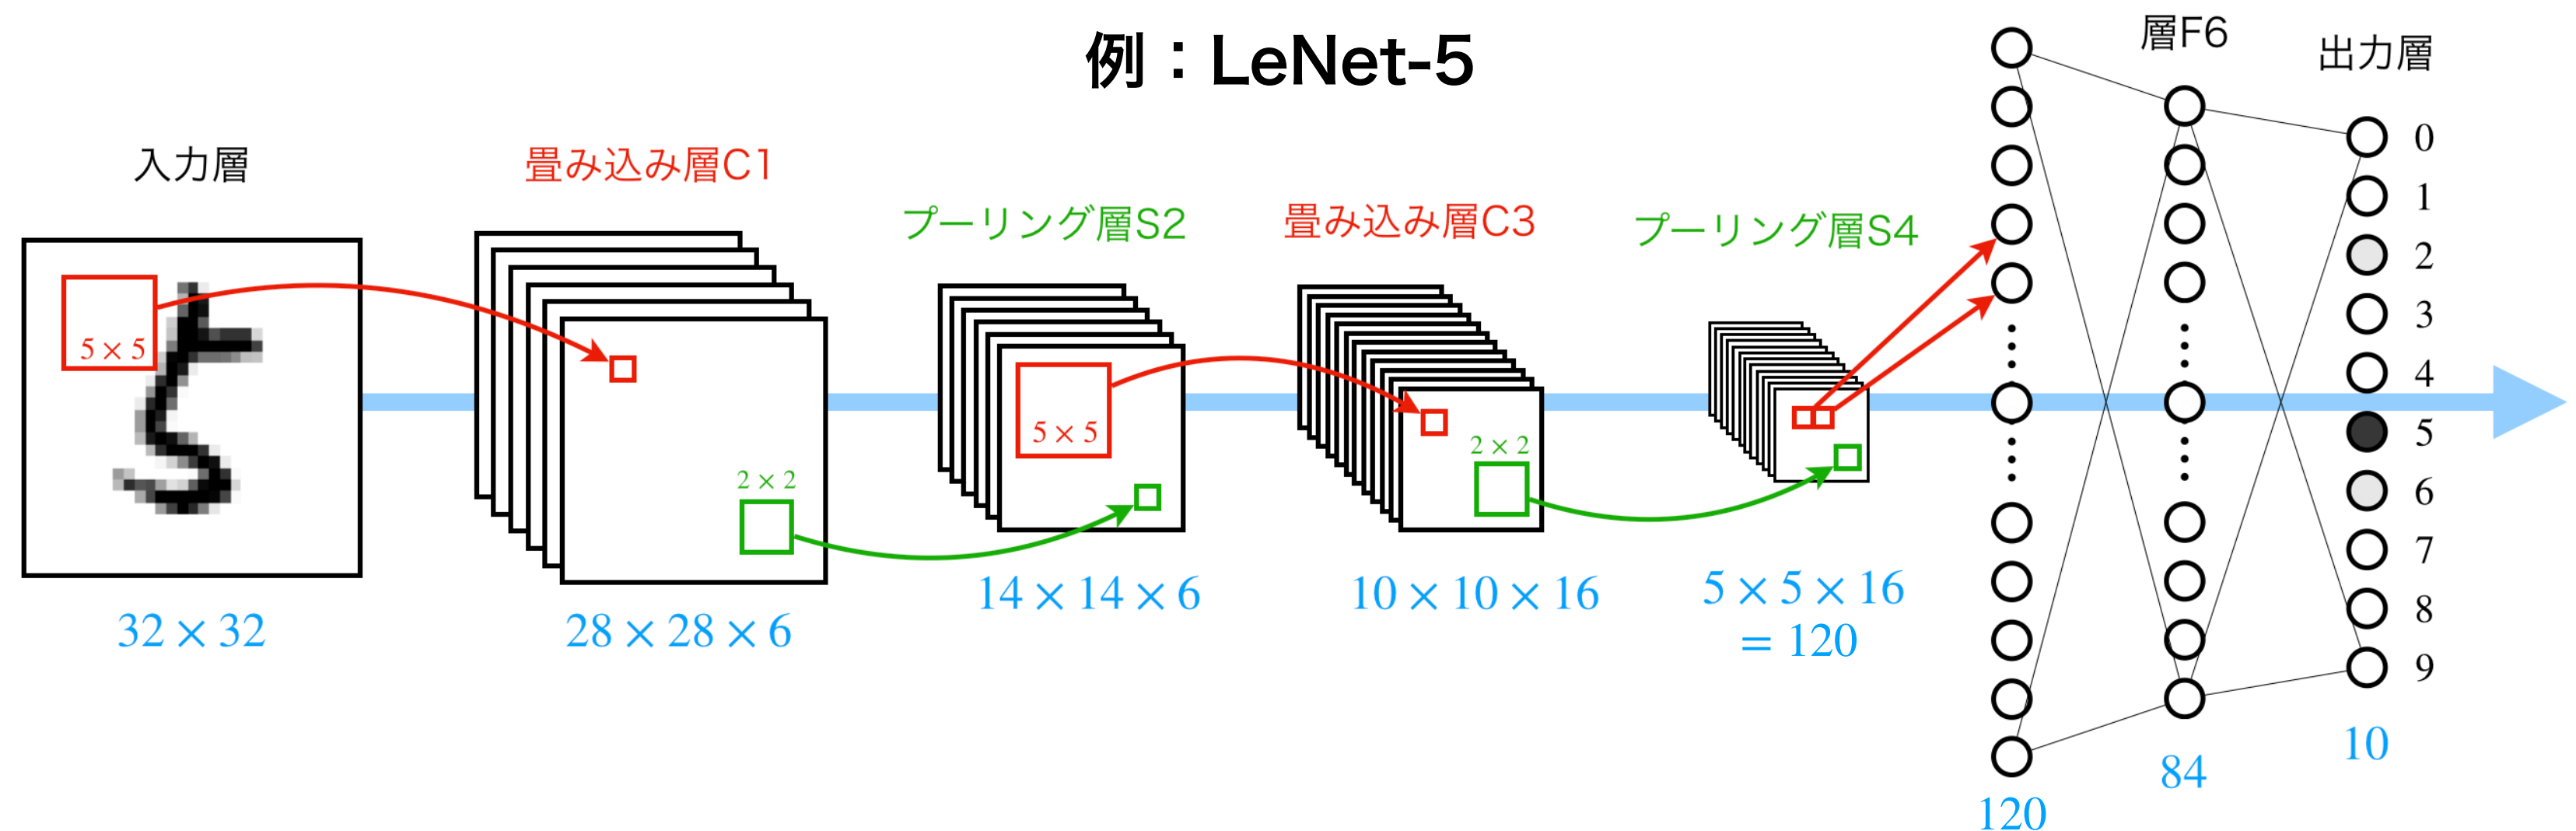 例：LeNet-5
入力層
5 × 5
32 × 32
畳み込み層C1
2 × 2
28 × 28 × 6
プーリング層S2
5 × 5
14 × 14 × 6
畳み込み層C3
2 × 2
10 × 10 × 16
プーリング層S4
5 × 5 × 16
= 120
120
層F6
84
出力層
0
1
2
3
4
5
6
7
8
9
10